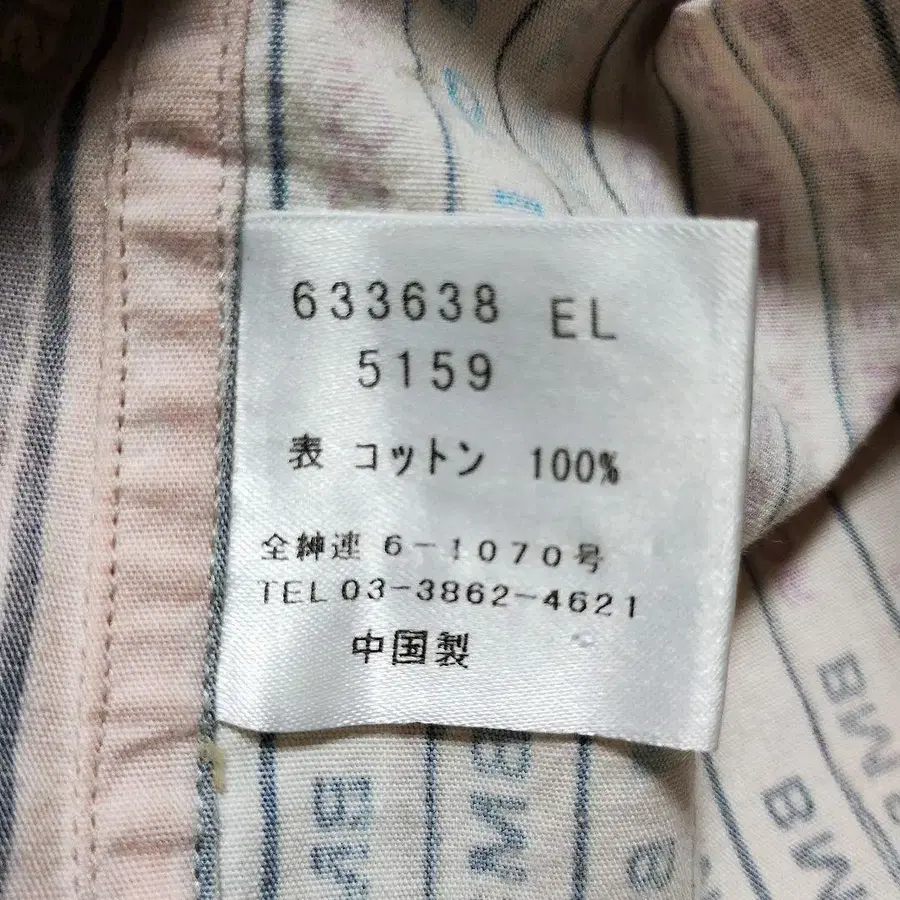 633638 EL
5159
表 コットン 100%
全紳連 6-1070号
TEL 03-3862-4621
中国製
BW